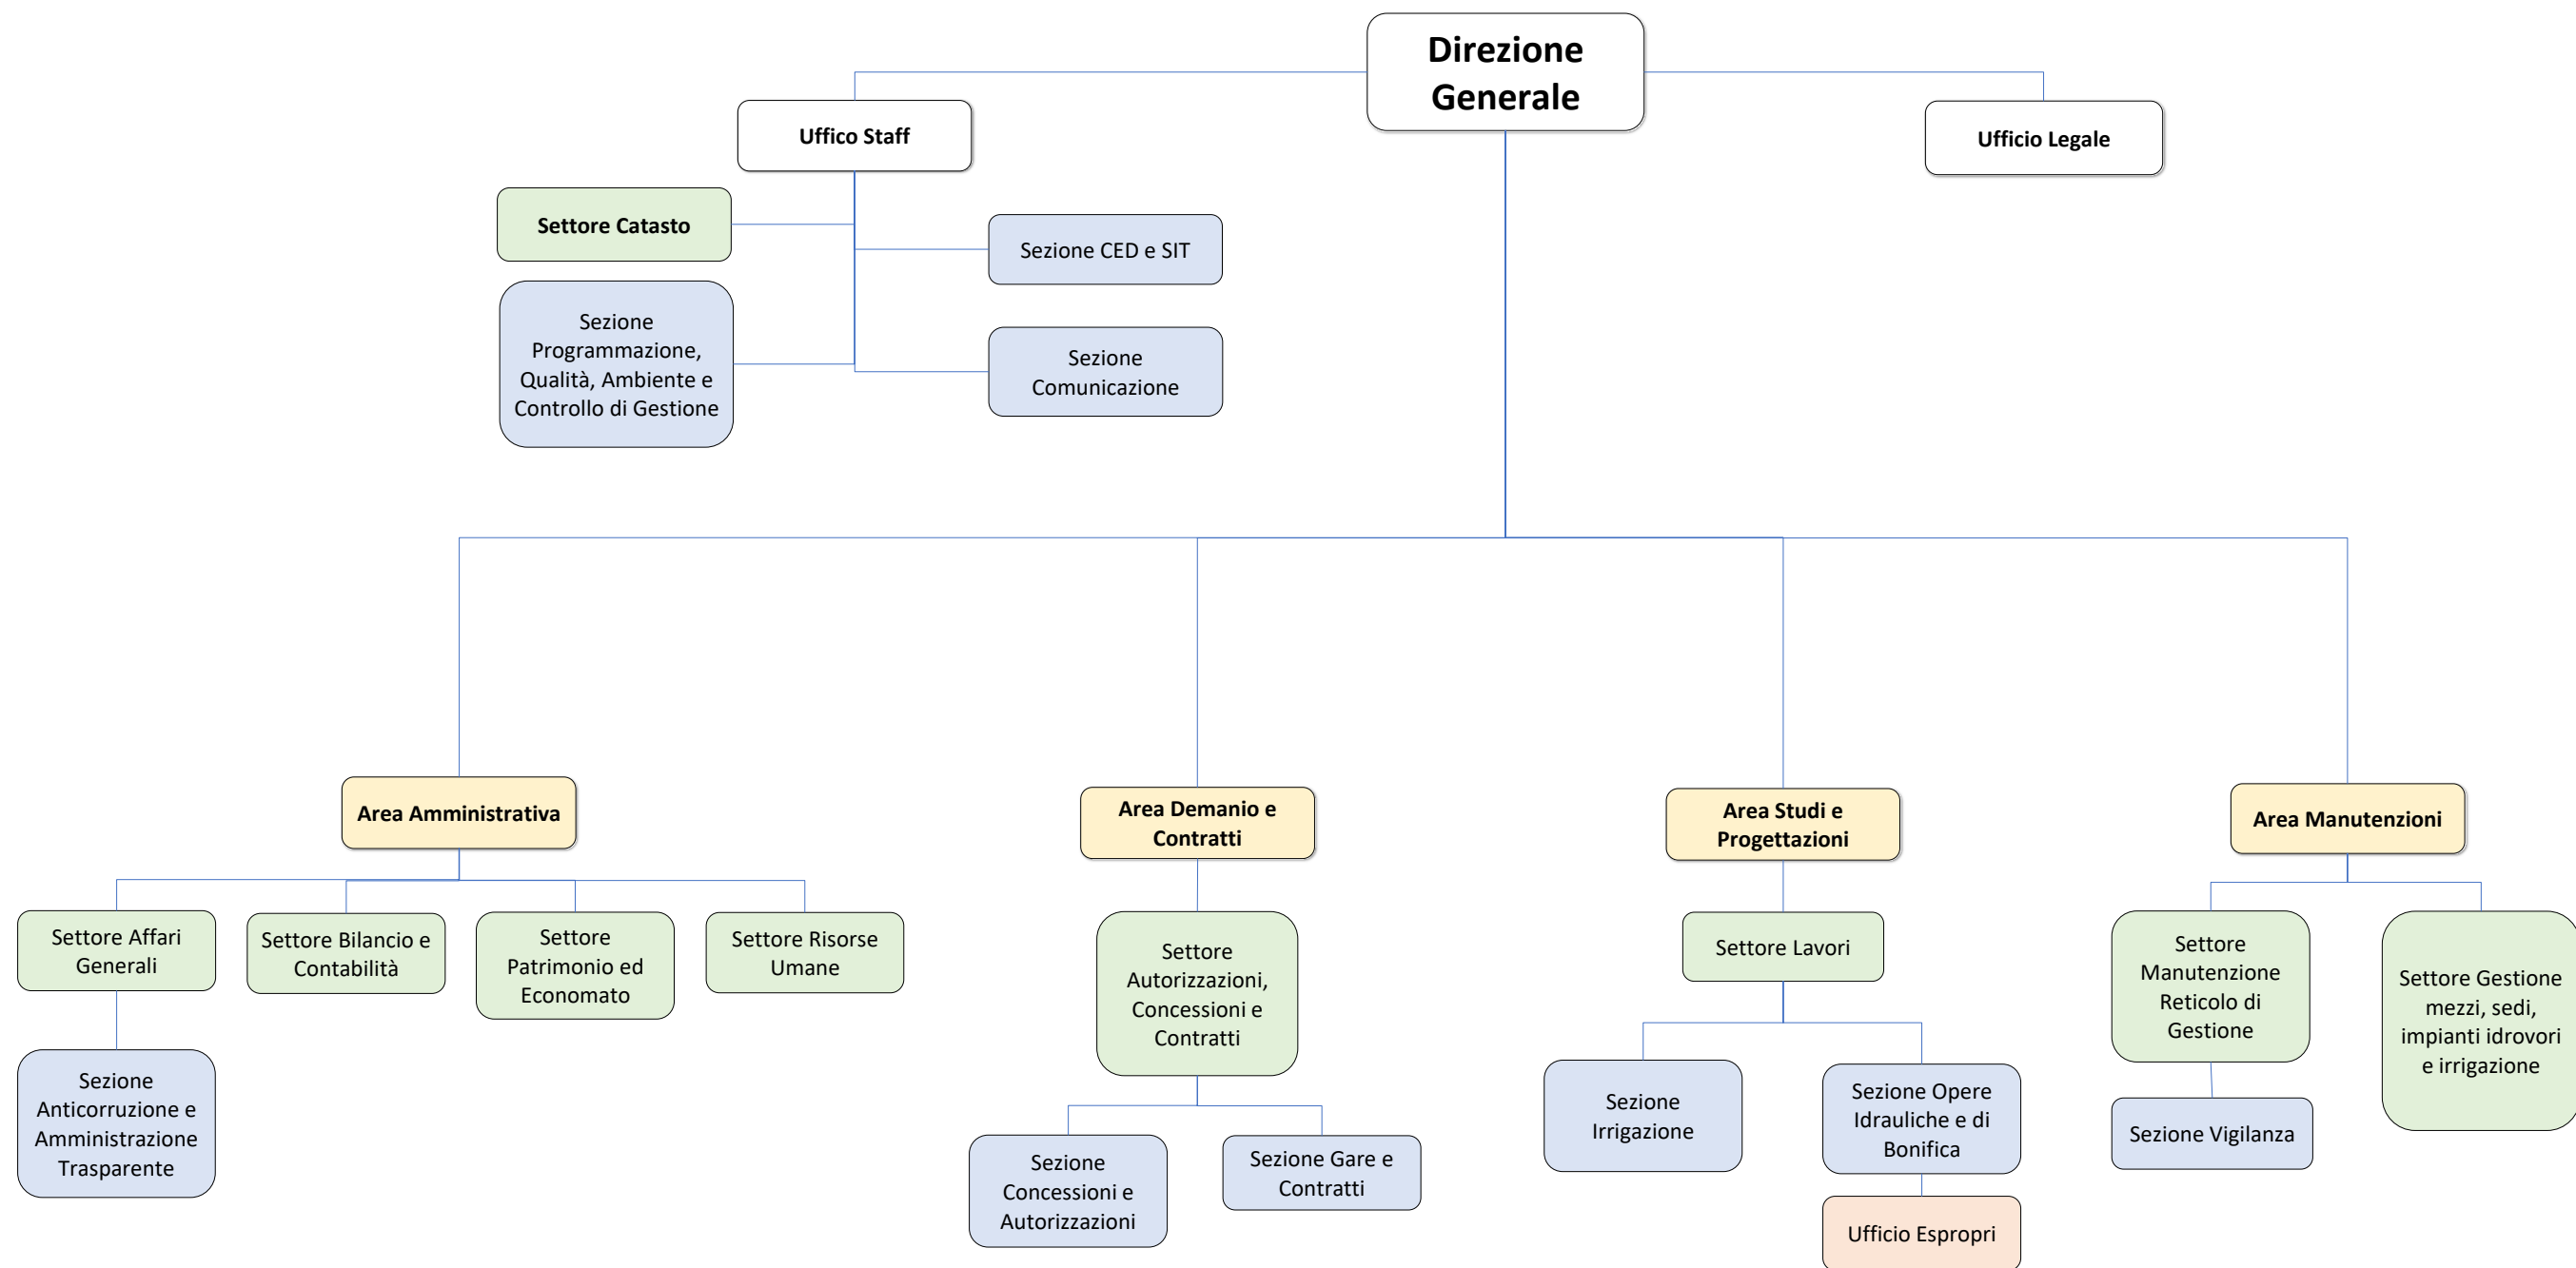 Direzione
Generale
Uffico Staff
Ufficio Legale
Settore Catasto
Sezione CED e SIT
Sezione
Programmazione,
Qualità, Ambiente e
Controllo di Gestione
Sezione
Comunicazione
Area Amministrativa
Area Demanio e
Contratti
Area Studi e
Progettazioni
Area Manutenzioni
Settore Affari
Generali
Settore Bilancio e
Contabilità
Settore
Patrimonio ed
Economato
Settore Risorse
Umane
Settore
Autorizzazioni,
Concessioni e
Contratti
Settore Lavori
Settore
Manutenzione
Reticolo di
Gestione
Settore Gestione
mezzi, sedi,
impianti idrovori
e irrigazione
Sezione
Anticorruzione e
Amministrazione
Trasparente
Sezione
Concessioni e
Autorizzazioni
Sezione Gare e
Contratti
Sezione
Irrigazione
Sezione Opere
Idrauliche e di
Bonifica
Sezione Vigilanza
Ufficio Espropri